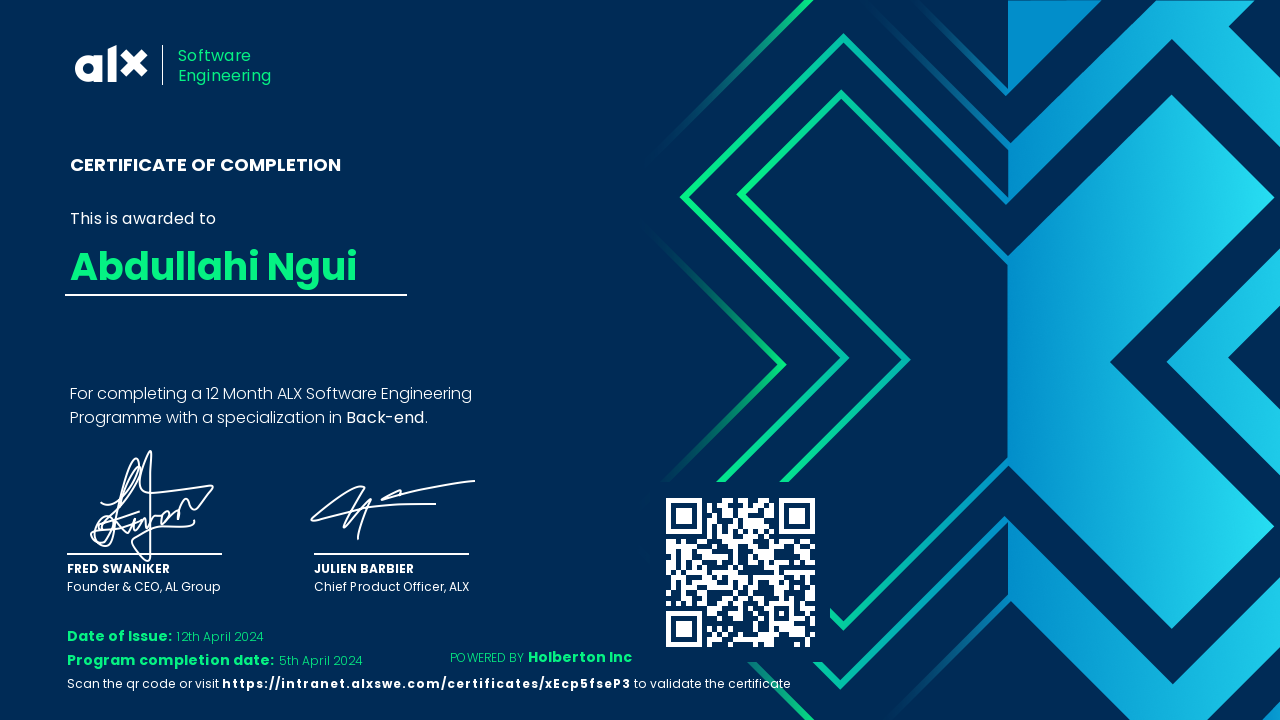 alx
Software
Engineering
CERTIFICATE OF COMPLETION
This is awarded to
Abdullahi Ngui
For completing a 12 Month ALX Software Engineering
Programme with a specialization in Back-end.
FRED SWANIKER
Founder & CEO, AL Group
JULIEN BARBIER
Chief Product Officer, ALX
Date of Issue: 12th April 2024
Program completion date: 5th April 2024
POWERED BY Holberton Inc
Scan the qr code or visit https://intranet.alxswe.com/certificates/xEcp5fseP3 to validate the certificate